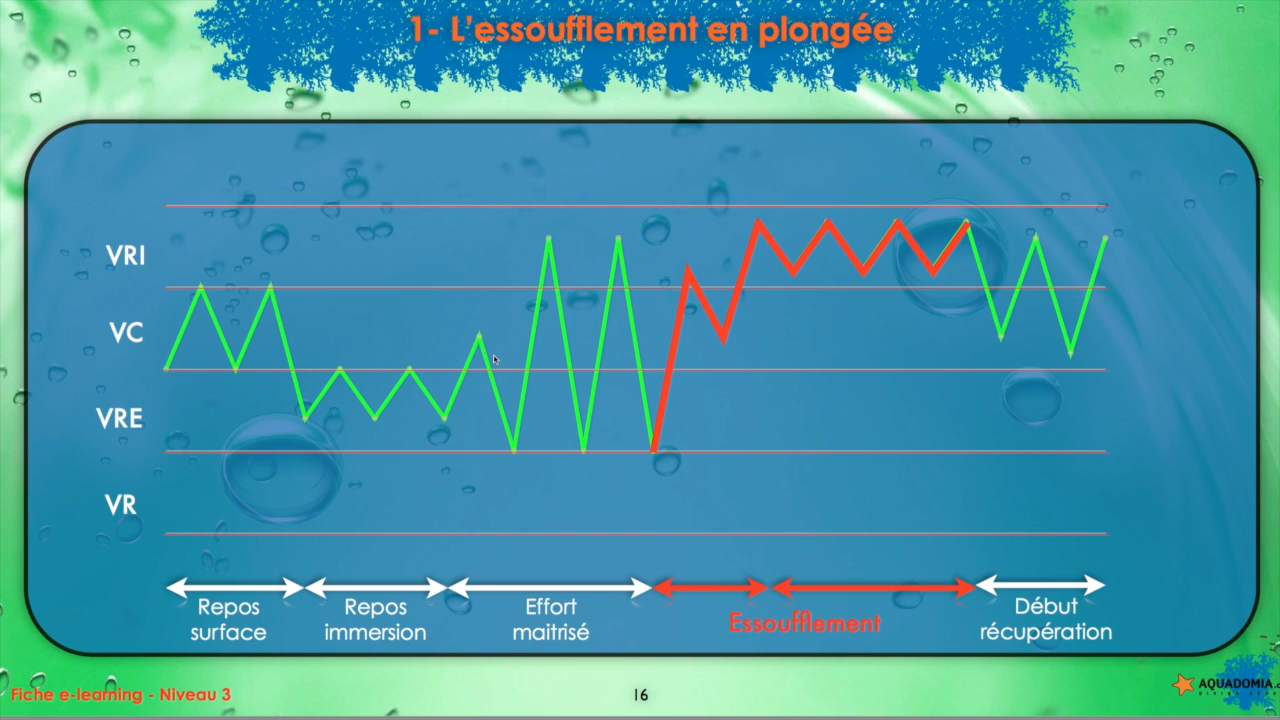 1- L'essoufflement en plongée
VRI
VC
VRE
VR
Repos
surface
Repos
immersion
Effort
maitrisé
Essoufflement
Début
récupération
Fiche e-learning - Niveau 3
16
AQUADOMIA.c